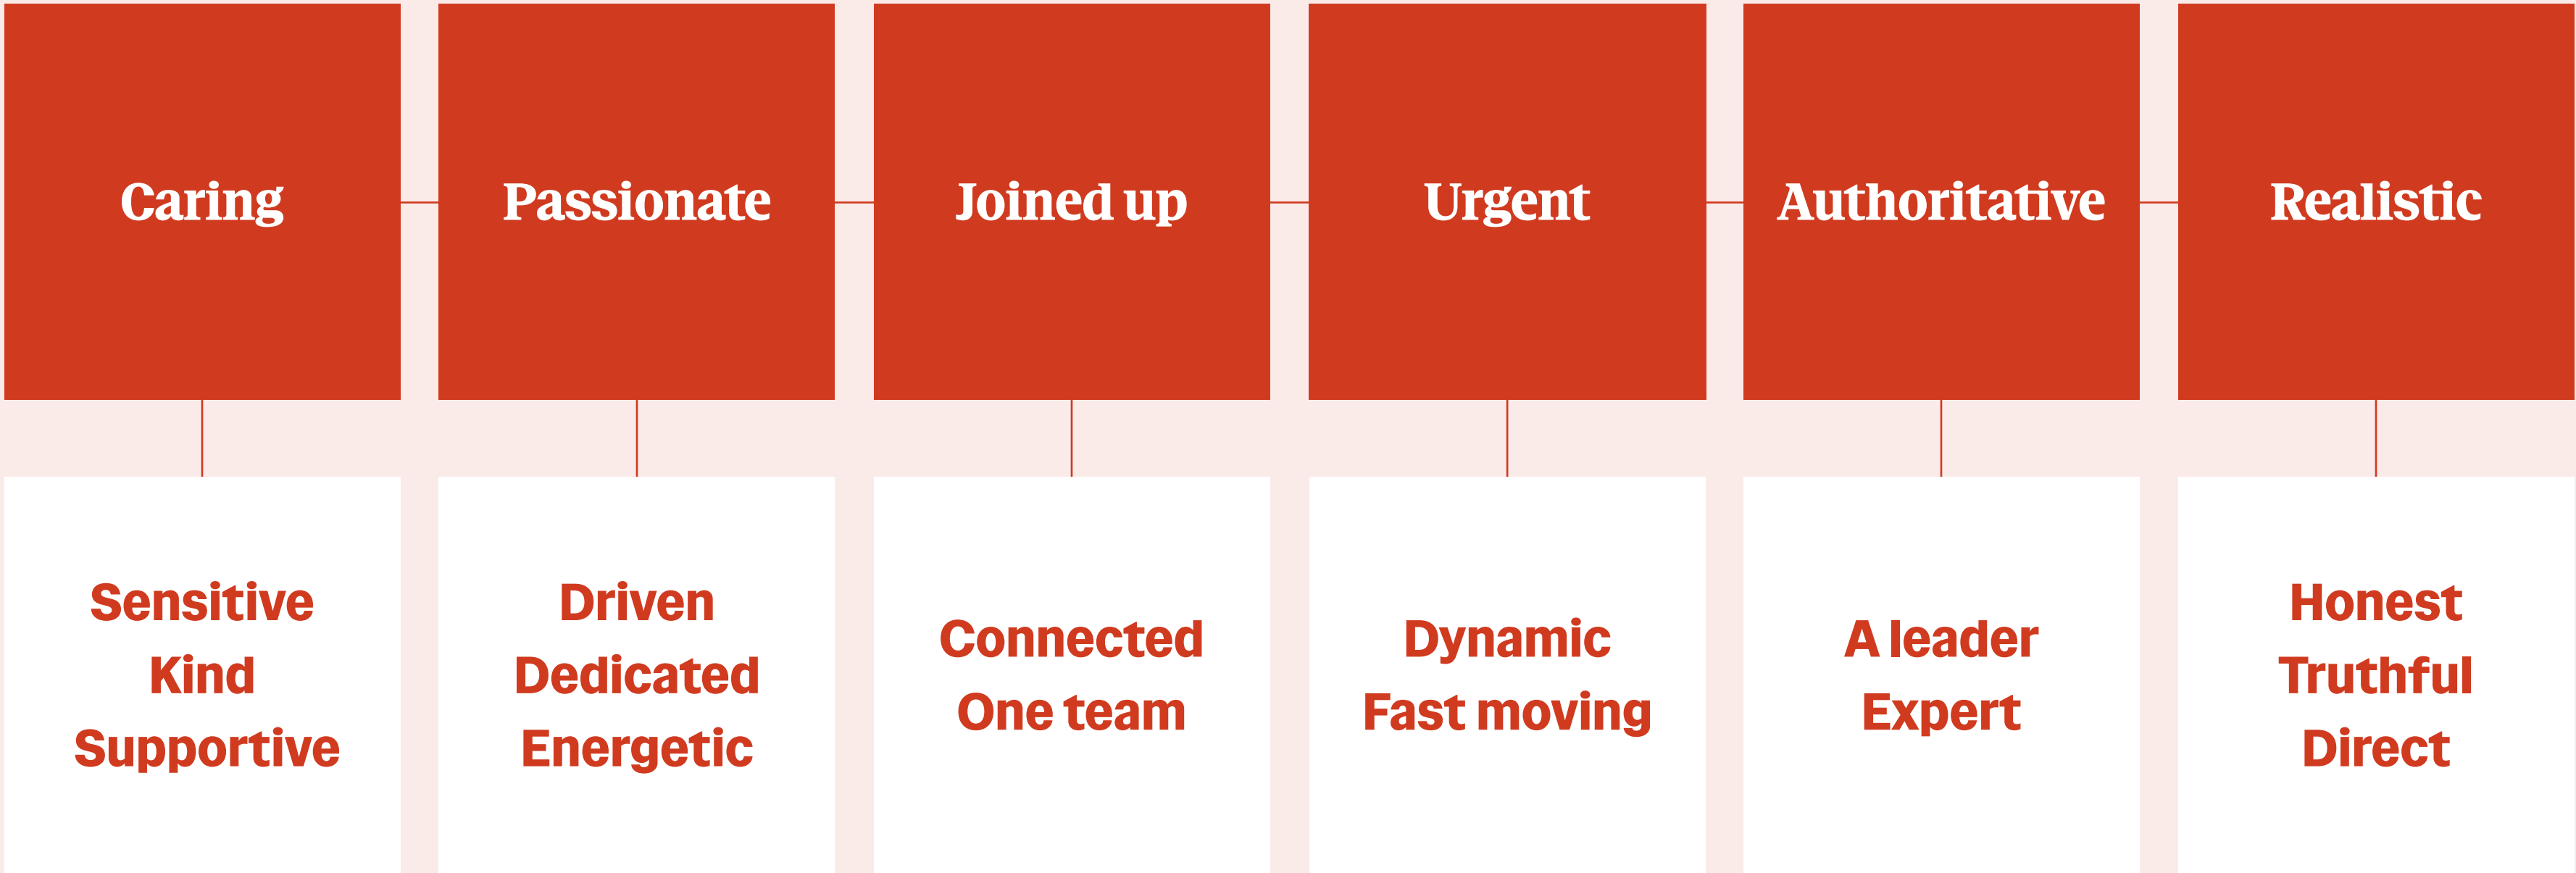 Caring
Passionate
Joined up
Urgent
Authoritative
Realistic
Sensitive
Kind
Supportive
Driven
Dedicated
Energetic
Connected
One team
Dynamic
Fast moving
A leader
Expert
Honest
Truthful
Direct